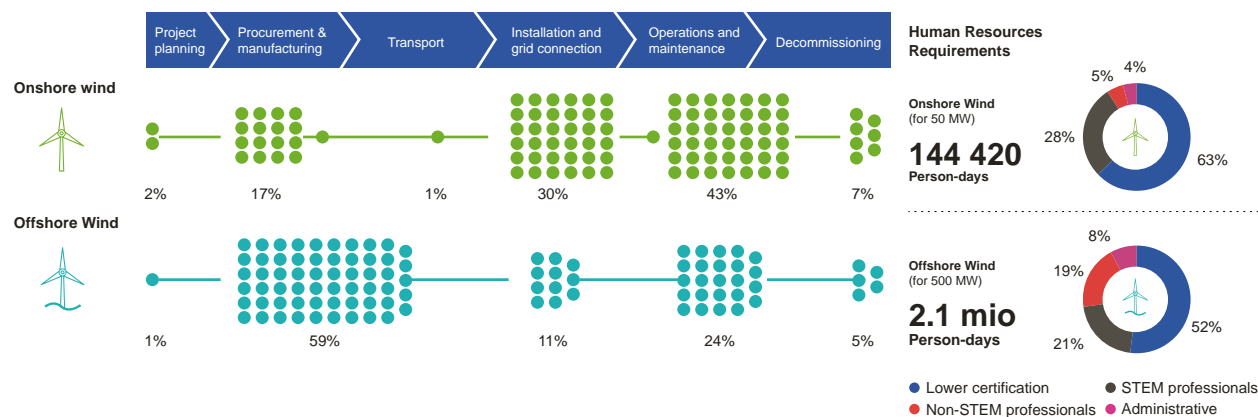 Project
planning
Procurement &
manufacturing
Transport
Installation and
grid connection
Operations and
maintenance
Decommissioning
Onshore wind
2%
17%
1%
30%
43%
7%
Offshore Wind
1%
59%
11%
24%
5%
Human Resources
Requirements
Onshore Wind
(for 50 MW)
144 420
Person-days
5%
4%
28%
63%
Offshore Wind
(for 500 MW)
2.1 mio
Person-days
8%
19%
21%
52%
Lower certification
STEM professionals
Non-STEM professionals
Administrative